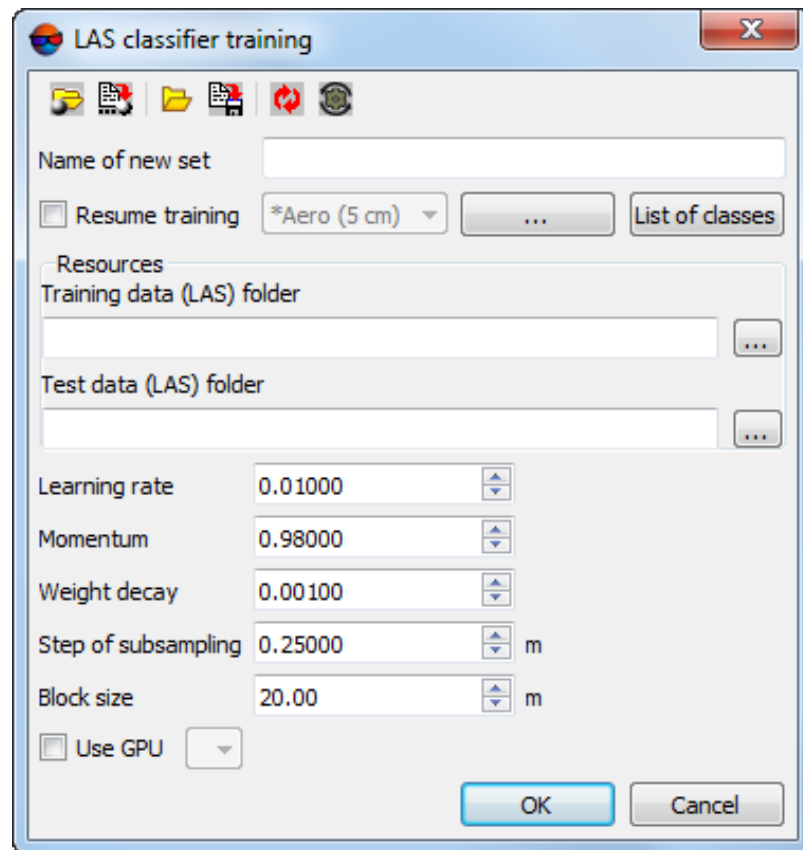 LAS classifier training
Name of new set
Resume training *Aero (5 cm) ... List of classes
Resources
Training data (LAS) folder
...
Test data (LAS) folder
...
Learning rate 0.01000
Momentum 0.98000
Weight decay 0.00100
Step of subsampling 0.25000 m
Block size 20.00 m
Use GPU
OK Cancel